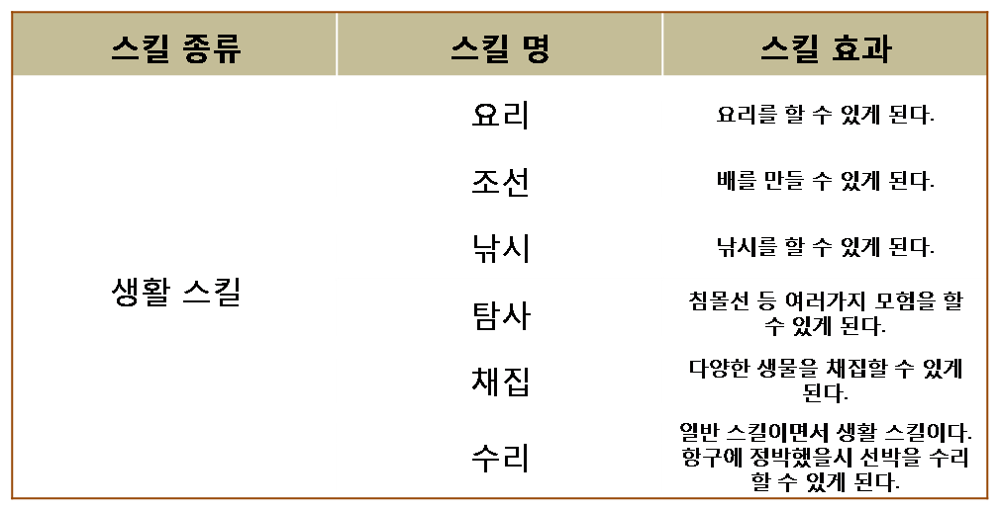 스킬 종류 스킬 명 스킬 효과
요리 요리를 할 수 있게 된다.
조선 배를 만들 수 있게 된다.
낚시 낚시를 할 수 있게 된다.
생활 스킬
탐사 침몰선 등 여러가지 모험을 할
수 있게 된다.
채집 다양한 생물을 채집할 수 있게
된다.
수리 일반 스킬이면서 생활 스킬이다.
항구에 정박했을시 선박을 수리
할 수 있게 된다.